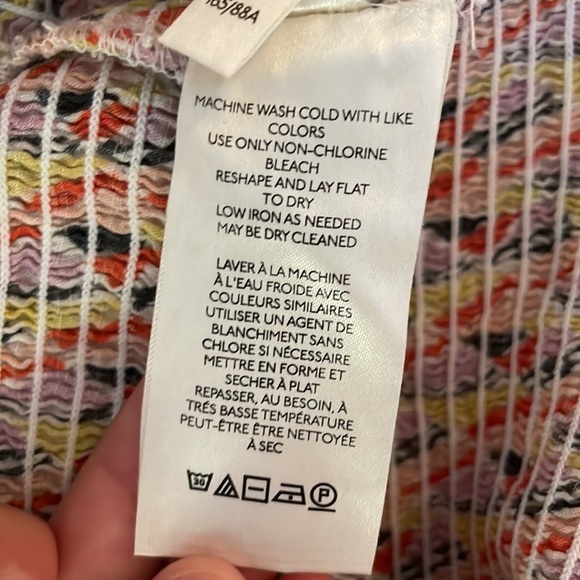 165/88A
MACHINE WASH COLD WITH LIKE
COLORS
USE ONLY NON-CHLORINE
BLEACH
RESHAPE AND LAY FLAT
TO DRY
LOW IRON AS NEEDED
MAY BE DRY CLEANED
LAVER À LA MACHINE
À L'EAU FROIDE AVEC
COULEURS SIMILAIRES
UTILISER UN AGENT DE
BLANCHIMENT SANS
CHLORE SI NÉCESSAIRE
METTRE EN FORME ET
SECHER À PLAT
REPASSER, AU BESOIN, À
TRÉS BASSE TEMPÉRATURE
PEUT-ÊTRE ÊTRE NETTOYÉE
À SEC
30 P